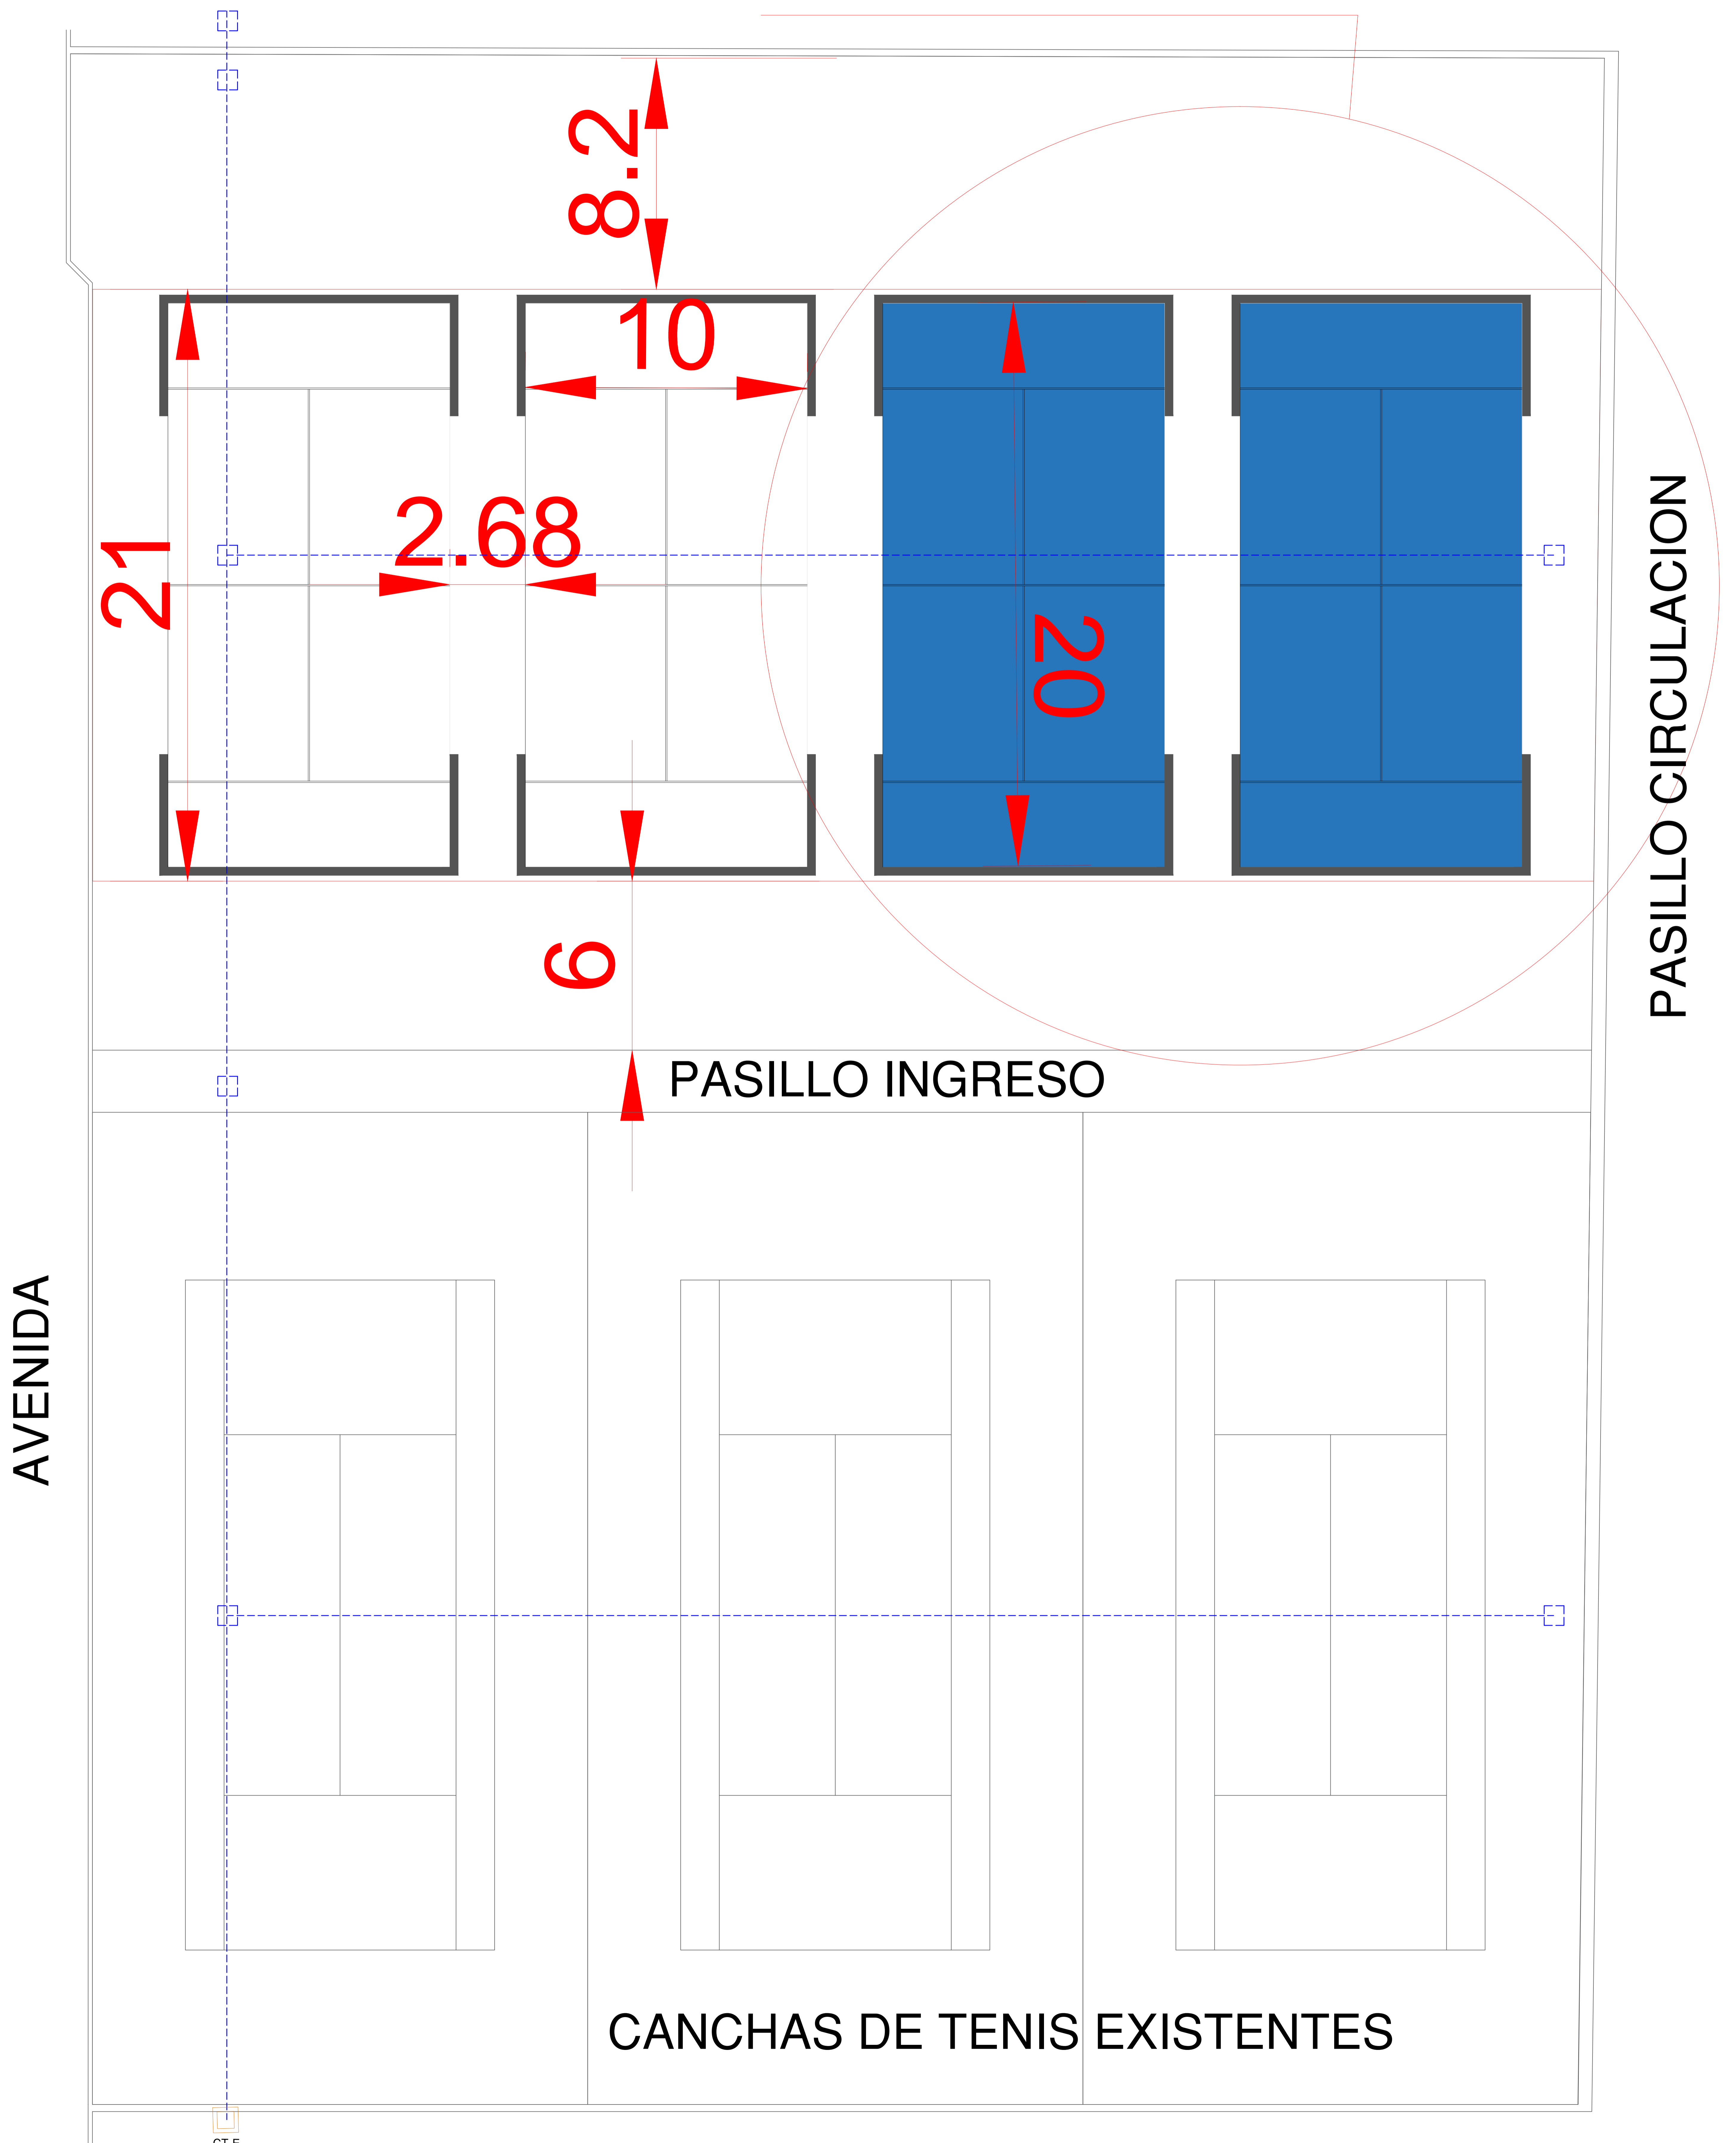 8.2
10
2.68
21
20
PASILLO CIRCULACION
6
PASILLO INGRESO
AVENIDA
CANCHAS DE TENIS EXISTENTES